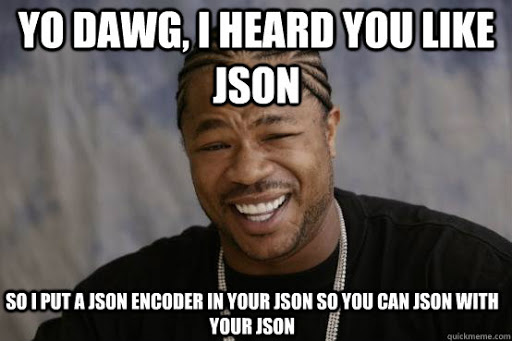 YO DAWG, I HEARD YOU LIKE
JSON
SO I PUT A JSON ENCODER IN YOUR JSON SO YOU CAN JSON WITH
YOUR JSON
quickmeme.com